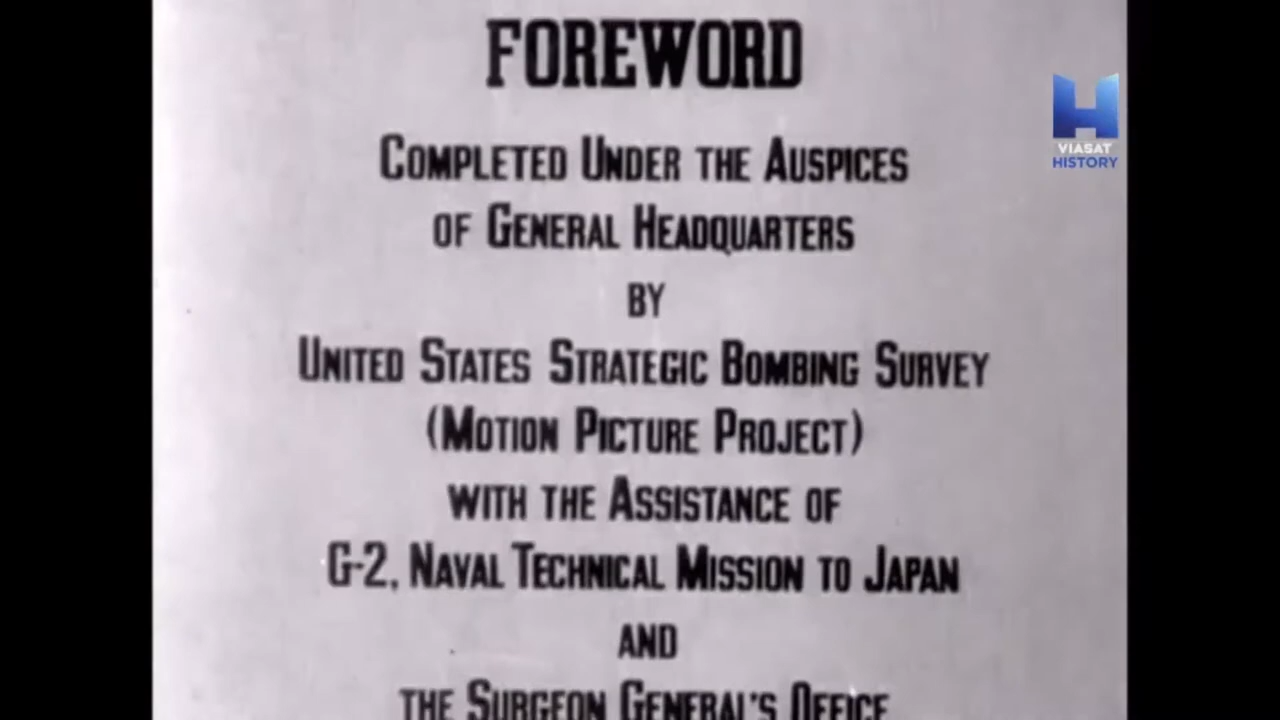 FOREWORD
COMPLETED UNDER THE AUSPICES
OF GENERAL HEADQUARTERS
BY
UNITED STATES STRATEGIC BOMBING SURVEY
(MOTION PICTURE PROJECT)
WITH THE ASSISTANCE OF
G-2, NAVAL TECHNICAL MISSION TO JAPAN
AND
THE SURGEON GENERAL'S OFFICE
H
VIASAT
HISTORY